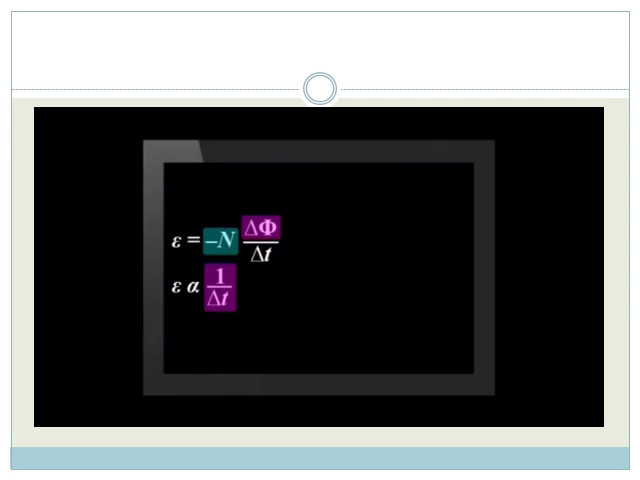 ε = –N ΔΦ/Δt
ε α 1/Δt